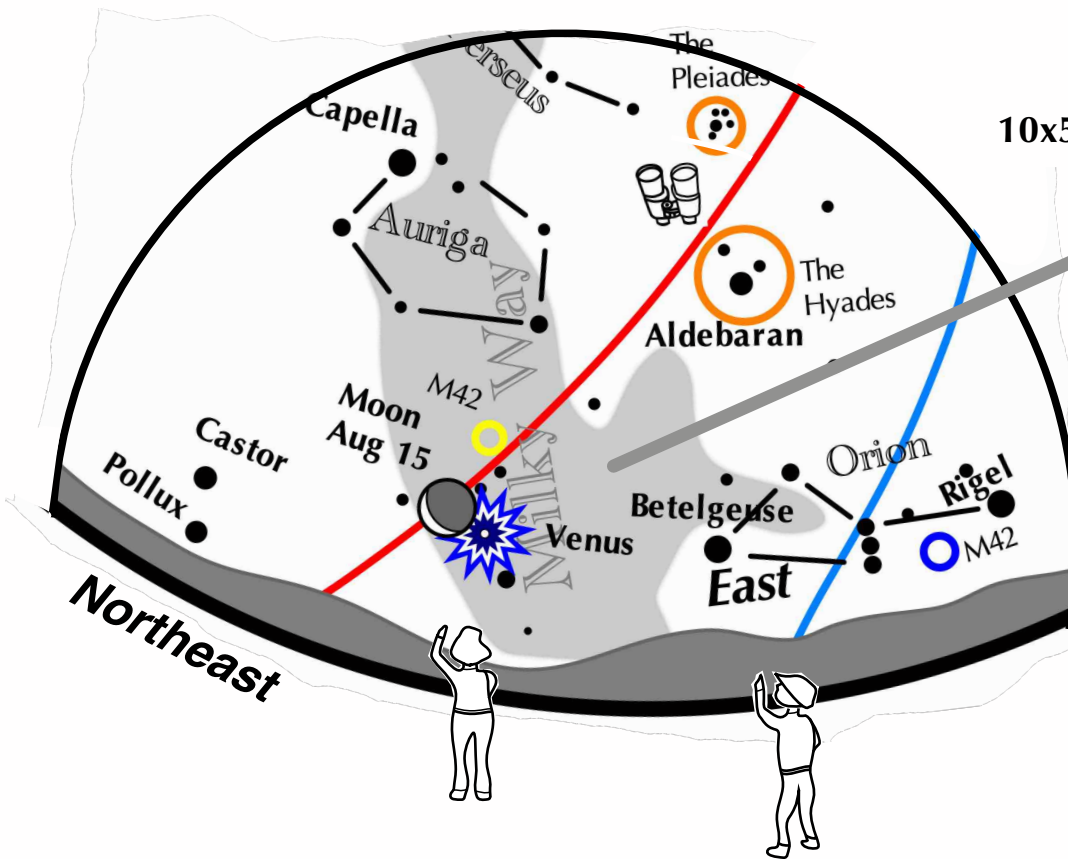 The
Pleiades
erseus
Capella
10x5
Auriga
Way
The
Hyades
Aldebaran
M42
Moon
Aug 15
Castor
Pollux
Milky
Orion
Rigel
Betelgeuse
Venus
M42
East
Northeast